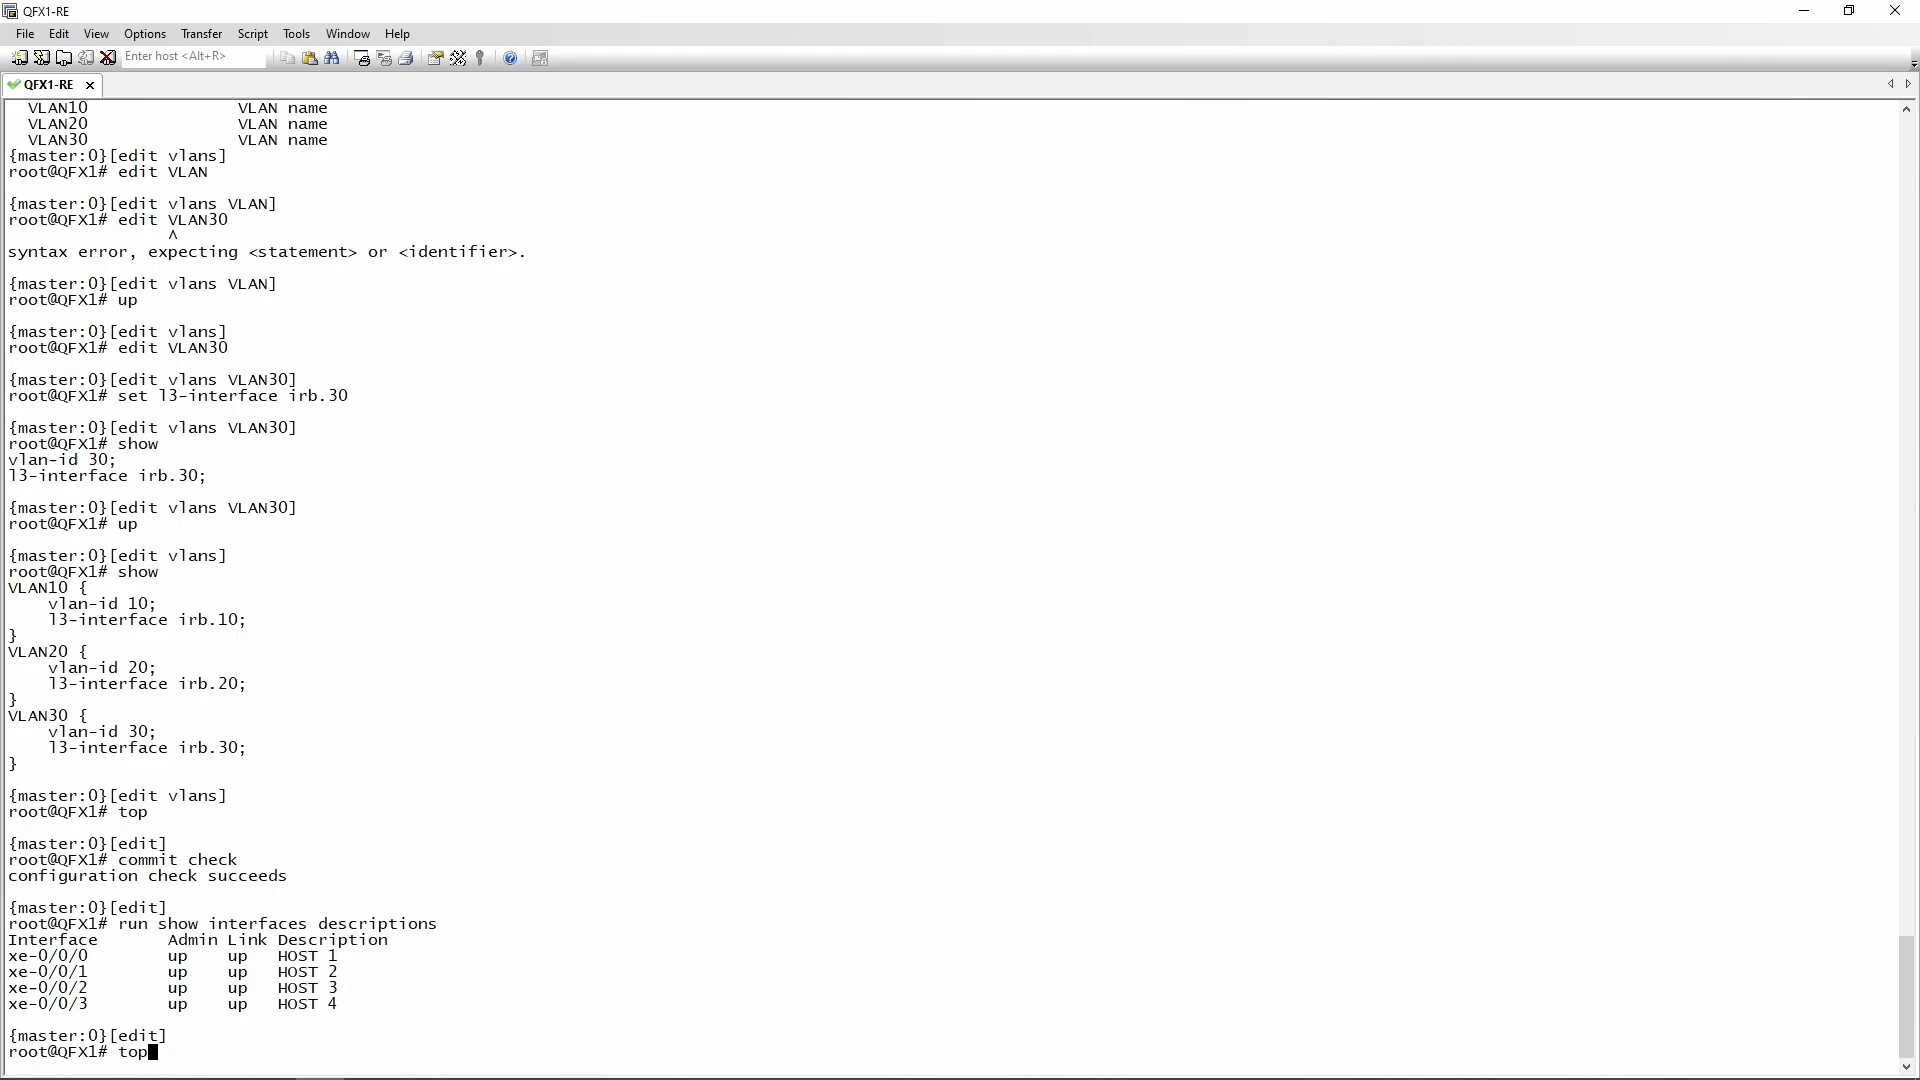 QFX1-RE
File Edit View Options Transfer Script Tools Window Help
Enter host <Alt+R>
QFX1-RE
VLAN10 VLAN name
VLAN20 VLAN name
VLAN30 VLAN name
{master:0}[edit vlans]
root@QFX1# edit VLAN
{master:0}[edit vlans VLAN]
root@QFX1# edit VLAN30
^
syntax error, expecting <statement> or <identifier>.
{master:0}[edit vlans VLAN]
root@QFX1# up
{master:0}[edit vlans]
root@QFX1# edit VLAN30
{master:0}[edit vlans VLAN30]
root@QFX1# set l3-interface irb.30
{master:0}[edit vlans VLAN30]
root@QFX1# show
vlan-id 30;
l3-interface irb.30;
{master:0}[edit vlans VLAN30]
root@QFX1# up
{master:0}[edit vlans]
root@QFX1# show
VLAN10 {
vlan-id 10;
l3-interface irb.10;
}
VLAN20 {
vlan-id 20;
l3-interface irb.20;
}
VLAN30 {
vlan-id 30;
l3-interface irb.30;
}
{master:0}[edit vlans]
root@QFX1# top
{master:0}[edit]
root@QFX1# commit check
configuration check succeeds
{master:0}[edit]
root@QFX1# run show interfaces descriptions
Interface Admin Link Description
xe-0/0/0 up up HOST 1
xe-0/0/1 up up HOST 2
xe-0/0/2 up up HOST 3
xe-0/0/3 up up HOST 4
{master:0}[edit]
root@QFX1# top